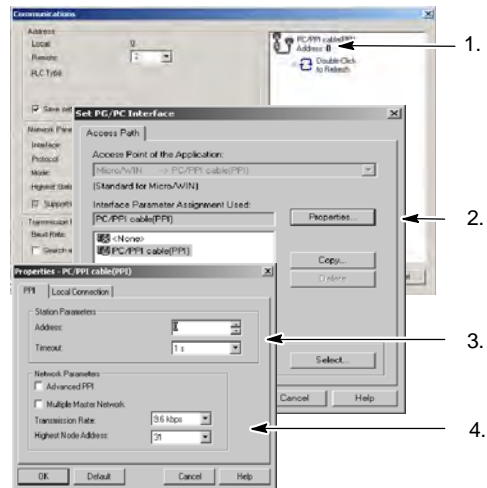 Communications
Address
Local: 0
Remote: 2
PLC Type:
Save set
Network Para
Interface:
Protocol:
Mode:
Highest Stati
Supports
Transmission
Baud Rate:
Search a
PC/PPI cable(PPI)
Address: 0
Double-Click
to Refresh
1.
Set PG/PC Interface
Access Path
Access Point of the Application:
Micro/WIN --> PC/PPI cable(PPI)
(Standard for Micro/WIN)
Interface Parameter Assignment Used:
PC/PPI cable(PPI)
Properties...
2.
<None>
PC/PPI cable(PPI)
Copy...
Delete
Select...
Cancel
Help
Properties - PC/PPI cable(PPI)
PPI
Local Connection
Station Parameters
Address:
Timeout: 1 s
3.
Network Parameters
Advanced PPI
Multiple Master Network
Transmission Rate: 9.6 kbps
Highest Node Address: 31
4.
OK
Default
Cancel
Help